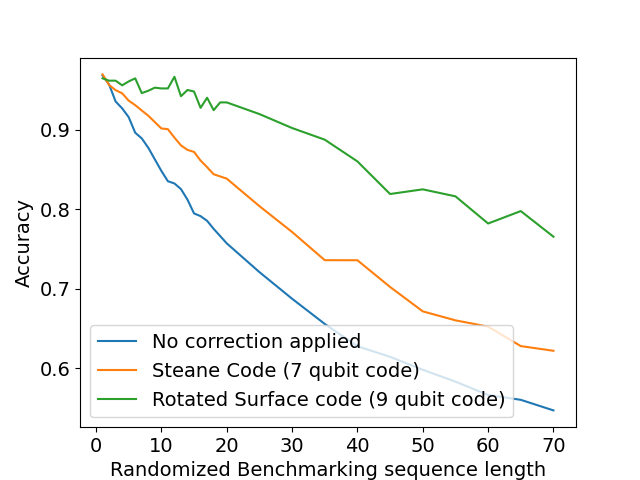 0.9
0.8
0.7
0.6
Accuracy
No correction applied
Steane Code (7 qubit code)
Rotated Surface code (9 qubit code)
0 10 20 30 40 50 60 70
Randomized Benchmarking sequence length